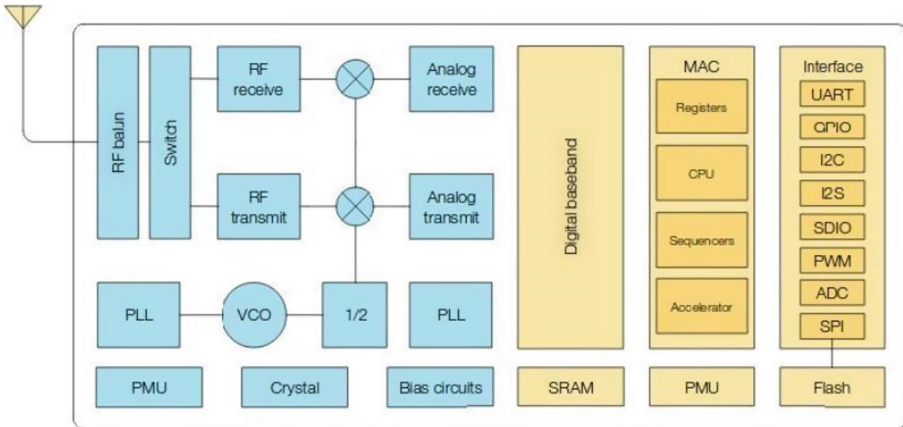 RF balun
Switch
RF
receive
Analog
receive
RF
transmit
Analog
transmit
PLL
VCO
1/2
PLL
PMU
Crystal
Bias circuits
Digital baseband
SRAM
MAC
Registers
CPU
Sequencers
Accelerator
PMU
Interface
UART
GPIO
I2C
I2S
SDIO
PWM
ADC
SPI
Flash